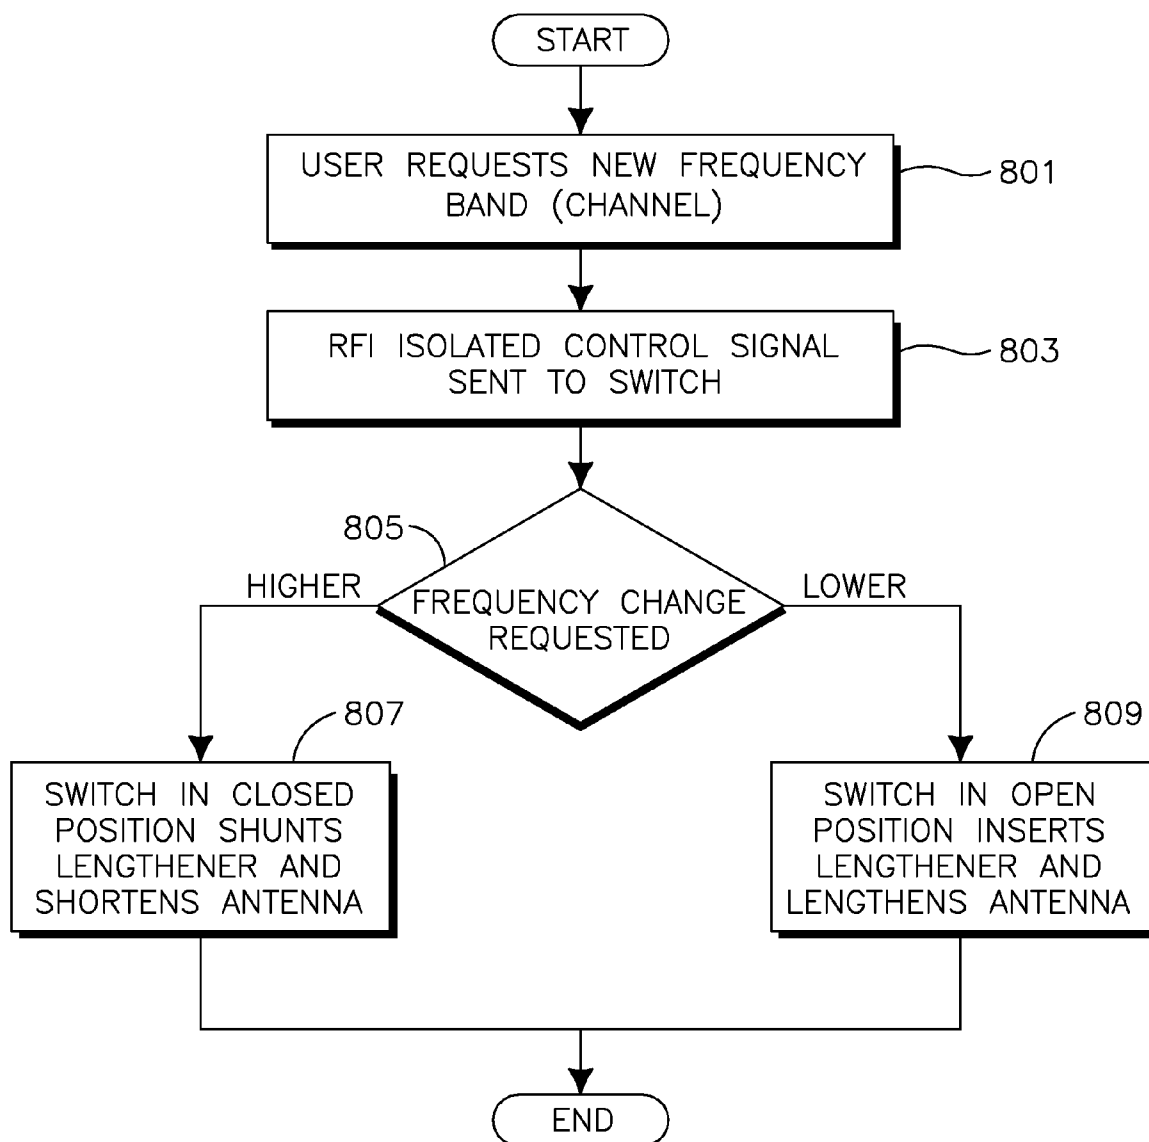 START
USER REQUESTS NEW FREQUENCY
BAND (CHANNEL)
801
RFI ISOLATED CONTROL SIGNAL
SENT TO SWITCH
803
805
HIGHER
LOWER
FREQUENCY CHANGE
REQUESTED
807
809
SWITCH IN CLOSED
POSITION SHUNTS
LENGTHENER AND
SHORTENS ANTENNA
SWITCH IN OPEN
POSITION INSERTS
LENGTHENER AND
LENGTHENS ANTENNA
END